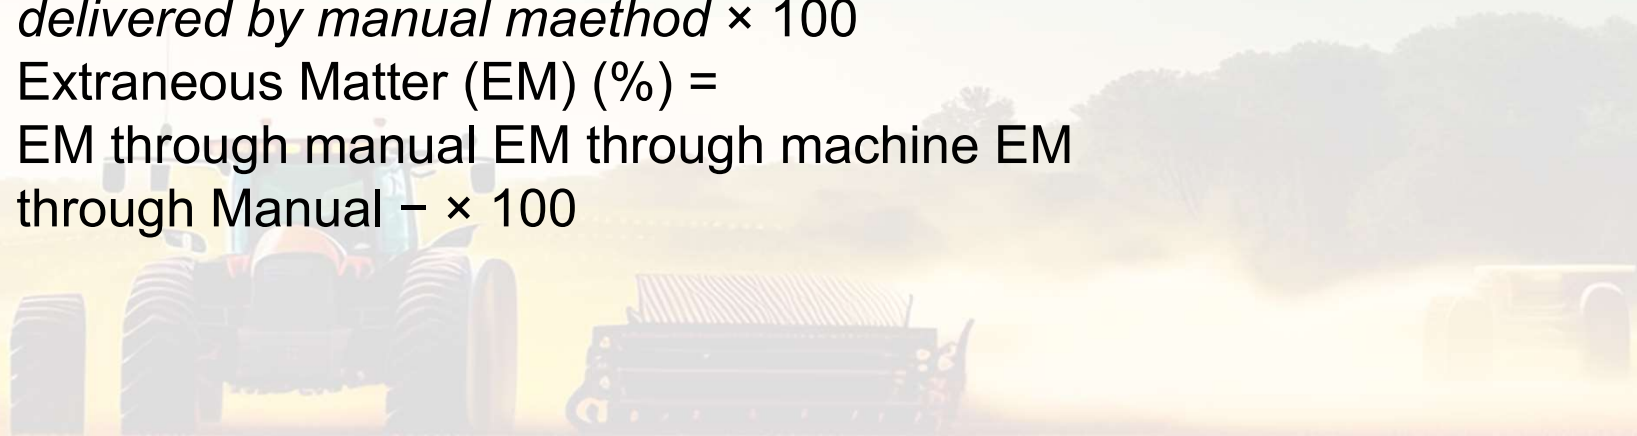 delivered by manual maethod × 100
Extraneous Matter (EM) (%) =
EM through manual EM through machine EM
through Manual − × 100